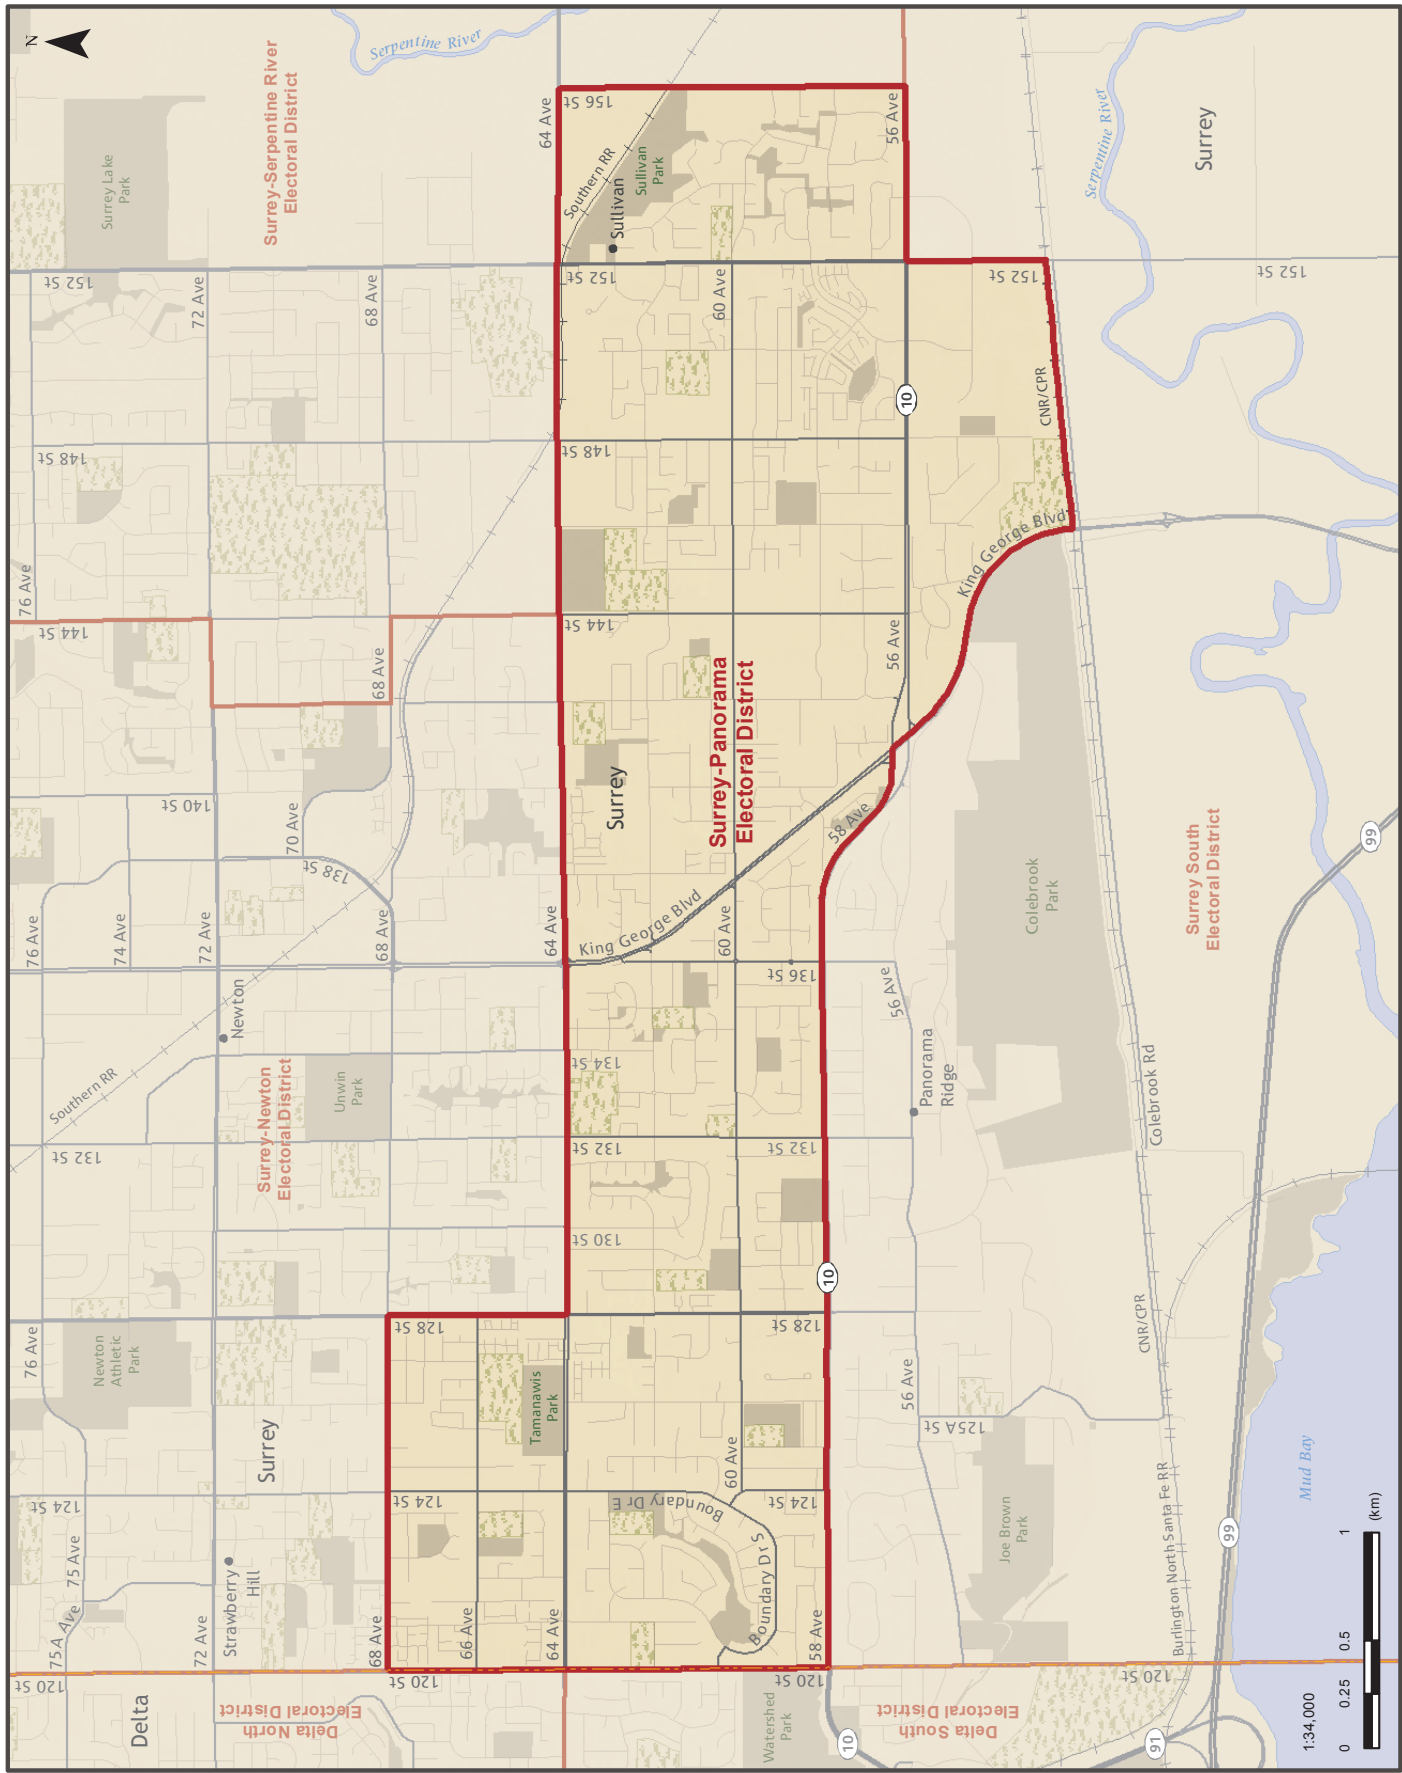 N
Serpentine River
Surrey-Serpentine River
Electoral District
Surrey Lake
Park
64 Ave
156 St
56 Ave
Southern RR
Sullivan
Park
Sullivan
Serpentine River
Surrey
152 St
72 Ave
68 Ave
152 St
60 Ave
152 St
152 St
CNR/CPR
10
148 St
148 St
King George Blvd
76 Ave
144 St
68 Ave
144 St
56 Ave
Surrey-Panorama
Electoral District
Surrey
140 St
70 Ave
138 St
58 Ave
Colebrook
Park
Surrey South
Electoral District
99
76 Ave
74 Ave
72 Ave
68 Ave
64 Ave
King George Blvd
60 Ave
136 St
56 Ave
Newton
Southern RR
Surrey-Newton
Electoral District
Unwin
Park
134 St
Panorama
Ridge
Colebrook Rd
132 St
132 St
132 St
130 St
10
76 Ave
Newton
Athletic
Park
128 St
128 St
CNR/CPR
Tamanawis
Park
56 Ave
125A St
Surrey
60 Ave
Mud Bay
124 St
124 St
Boundary Dr E
124 St
Joe Brown
Park
Burlington North Santa Fe RR
99
75 Ave
75A Ave
72 Ave
Strawberry
Hill
68 Ave
66 Ave
64 Ave
Boundary Dr S
58 Ave
120 St
120 St
120 St
120 St
Delta
Delta North
Electoral District
Watershed
Park
10
Delta South
Electoral District
91
1:34,000
0
0.25
0.5
1
(km)